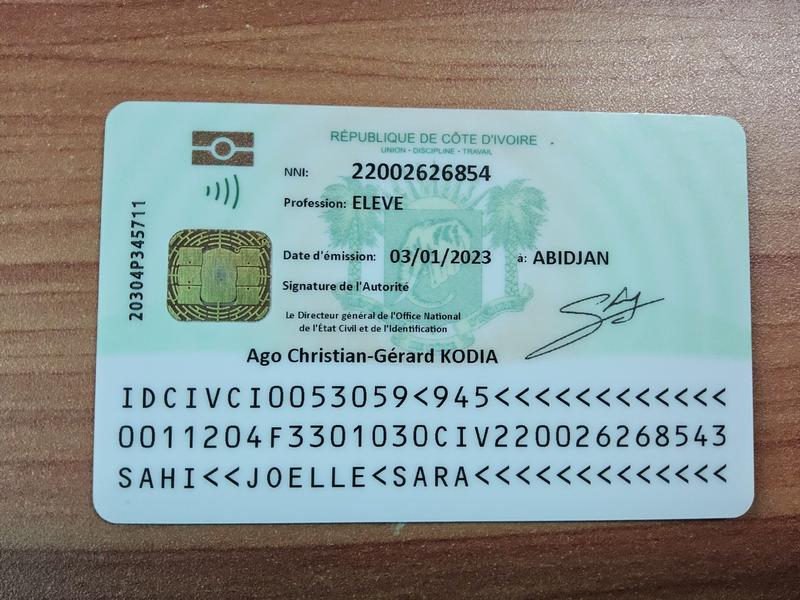 RÉPUBLIQUE DE CÔTE D'IVOIRE
UNION - DISCIPLINE - TRAVAIL
NNI: 22002626854
Profession: ELEVE
20304P345711
Date d'émission: 03/01/2023 à: ABIDJAN
Signature de l'Autorité
Le Directeur général de l'Office National
de l'État Civil et de l'Identification
Ago Christian-Gérard KODIA
IDCIVCI0053059<945<<<<<<<<<<<<
0011204F3301030CIV220026268543
SAHI<<JOELLE<SARA<<<<<<<<<<<<<